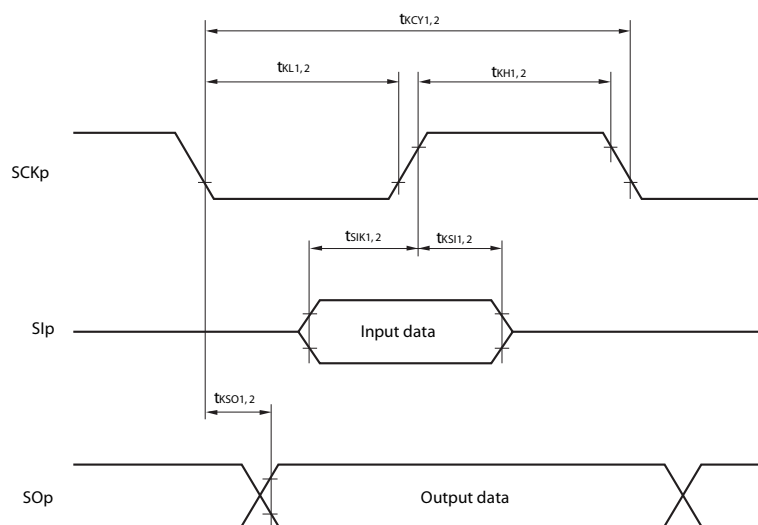 tKCY1, 2
tKL1, 2
tKH1, 2
SCKp
tSIK1, 2
tKSI1, 2
SIp
Input data
tKSO1, 2
SOp
Output data